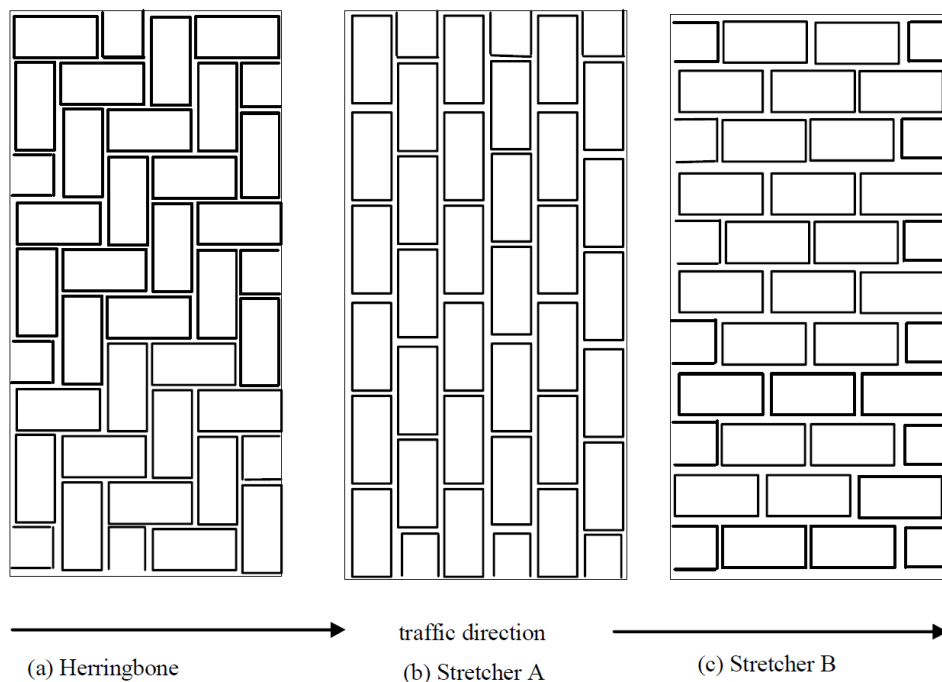 traffic direction
(a) Herringbone
(b) Stretcher A
(c) Stretcher B